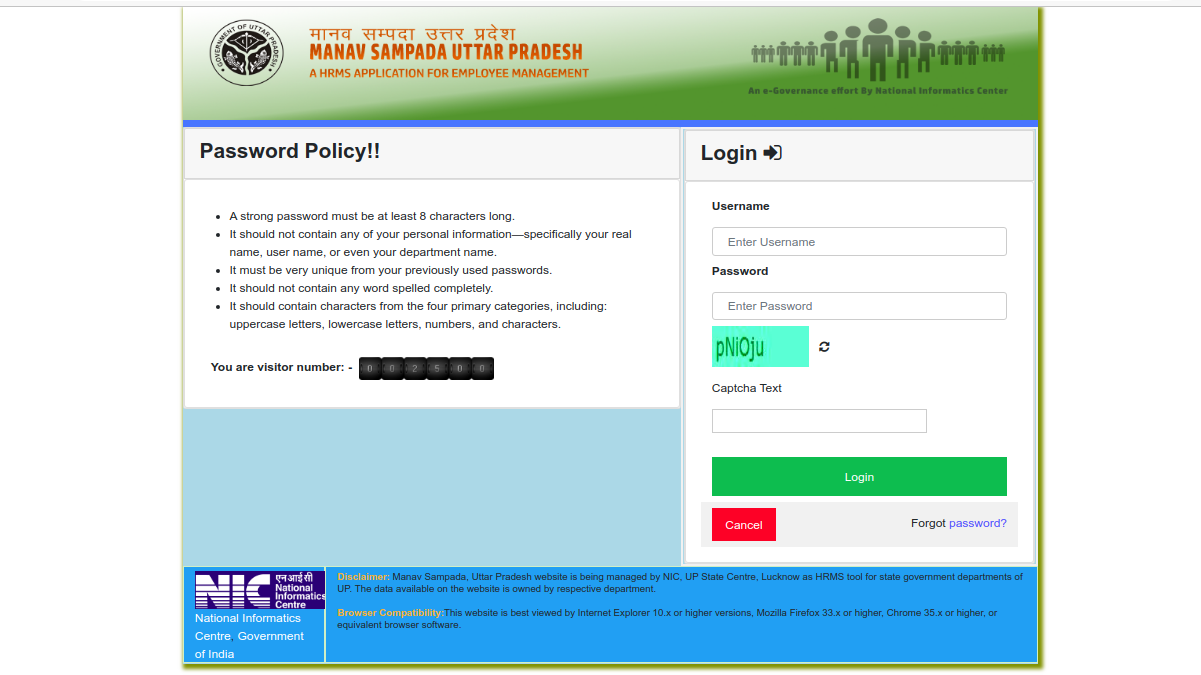 GOVERNMENT OF UTTAR PRADESH
मानव सम्पदा उत्तर प्रदेश
MANAV SAMPADA UTTAR PRADESH
A HRMS APPLICATION FOR EMPLOYEE MANAGEMENT
An e-Governance effort By National Informatics Center
Password Policy!!
A strong password must be at least 8 characters long.
It should not contain any of your personal information—specifically your real
name, user name, or even your department name.
It must be very unique from your previously used passwords.
It should not contain any word spelled completely.
It should contain characters from the four primary categories, including:
uppercase letters, lowercase letters, numbers, and characters.
You are visitor number: - 002500
Login
Username
Enter Username
Password
Enter Password
pNiOju
Captcha Text
Login
Cancel
Forgot password?
NIC
एन आई सी
National
Informatics
Centre
National Informatics
Centre, Government
of India
Disclaimer: Manav Sampada, Uttar Pradesh website is being managed by NIC, UP State Centre, Lucknow as HRMS tool for state government departments of
UP. The data available on the website is owned by respective department.
Browser Compatibility:This website is best viewed by Internet Explorer 10.x or higher versions, Mozilla Firefox 33.x or higher, Chrome 35.x or higher, or
equivalent browser software.